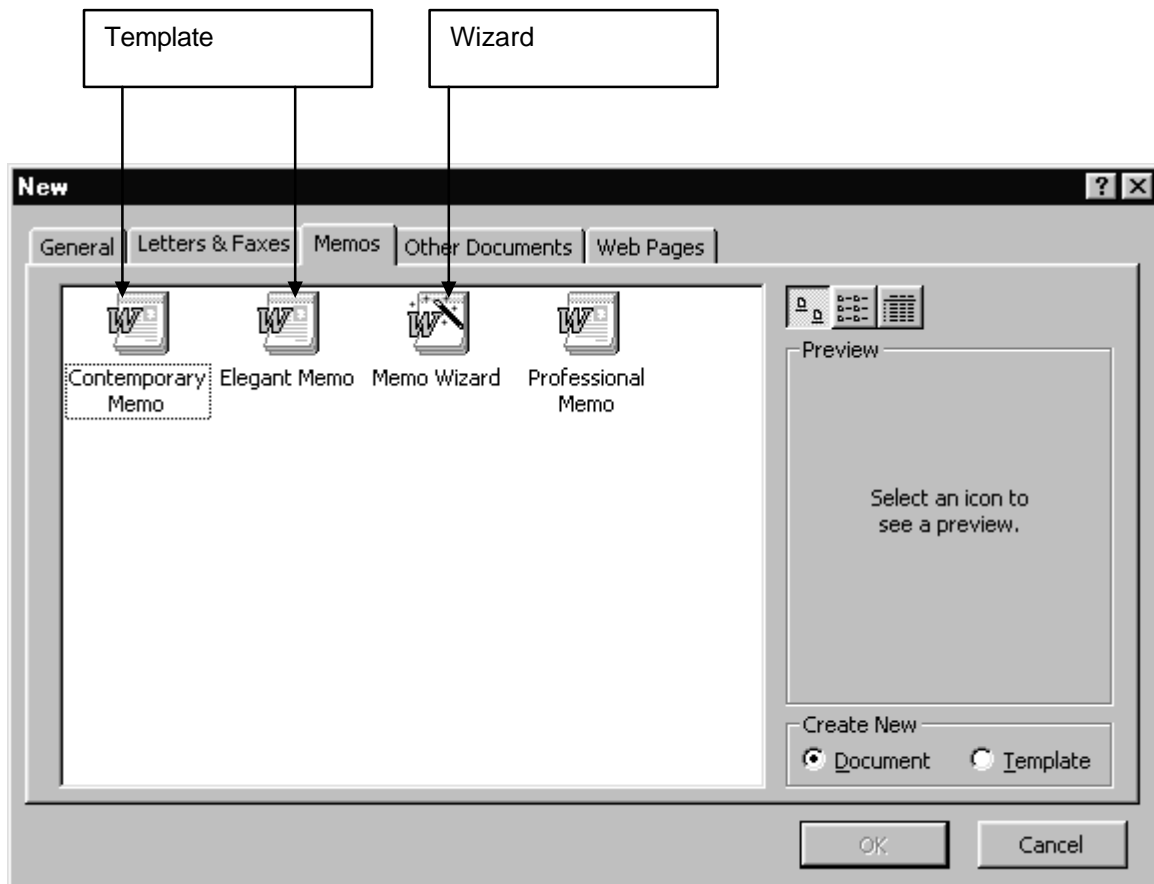 Template
Wizard
New
General
Letters & Faxes
Memos
Other Documents
Web Pages
Contemporary
Memo
Elegant Memo
Memo Wizard
Professional
Memo
Preview
Select an icon to
see a preview.
Create New
Document
Template
OK
Cancel